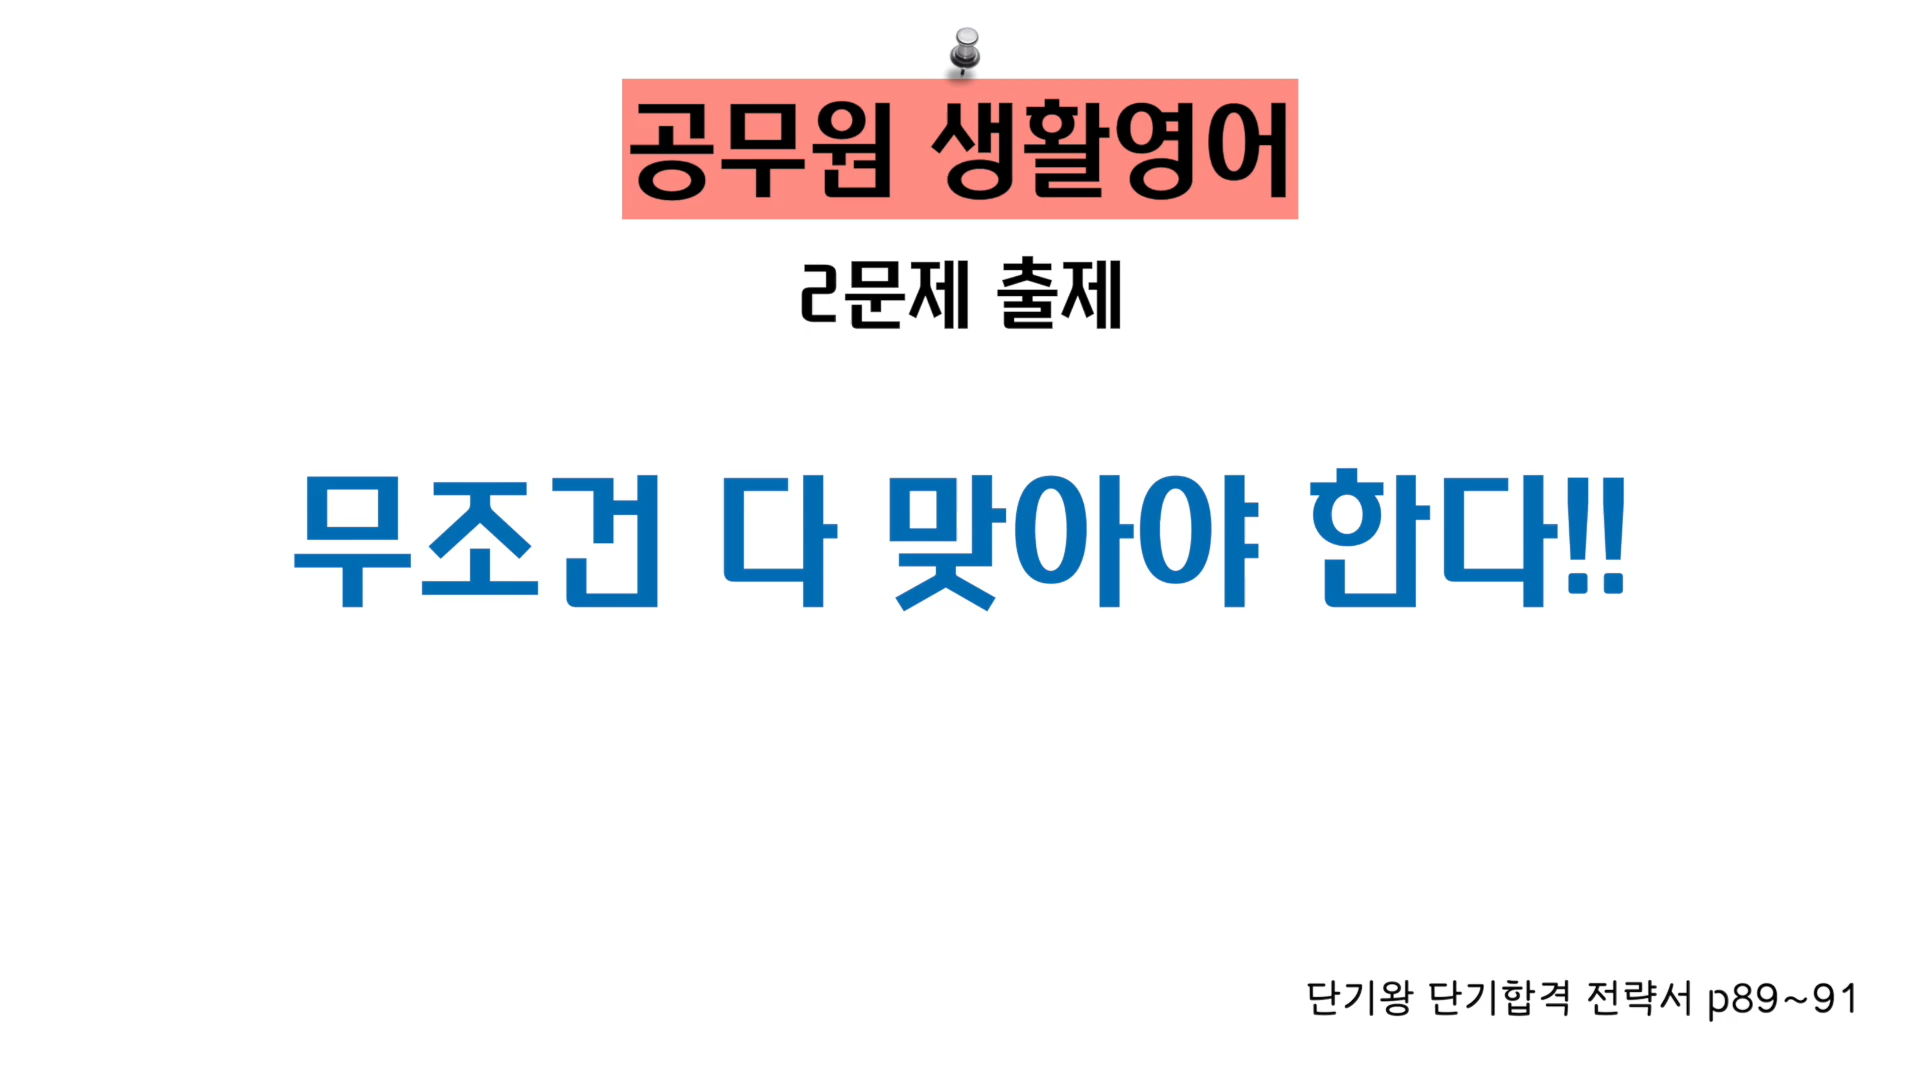 공무원 생활영어
2문제 출제
무조건 다 맞아야 한다!!
단기왕 단기합격 전략서 p89~91